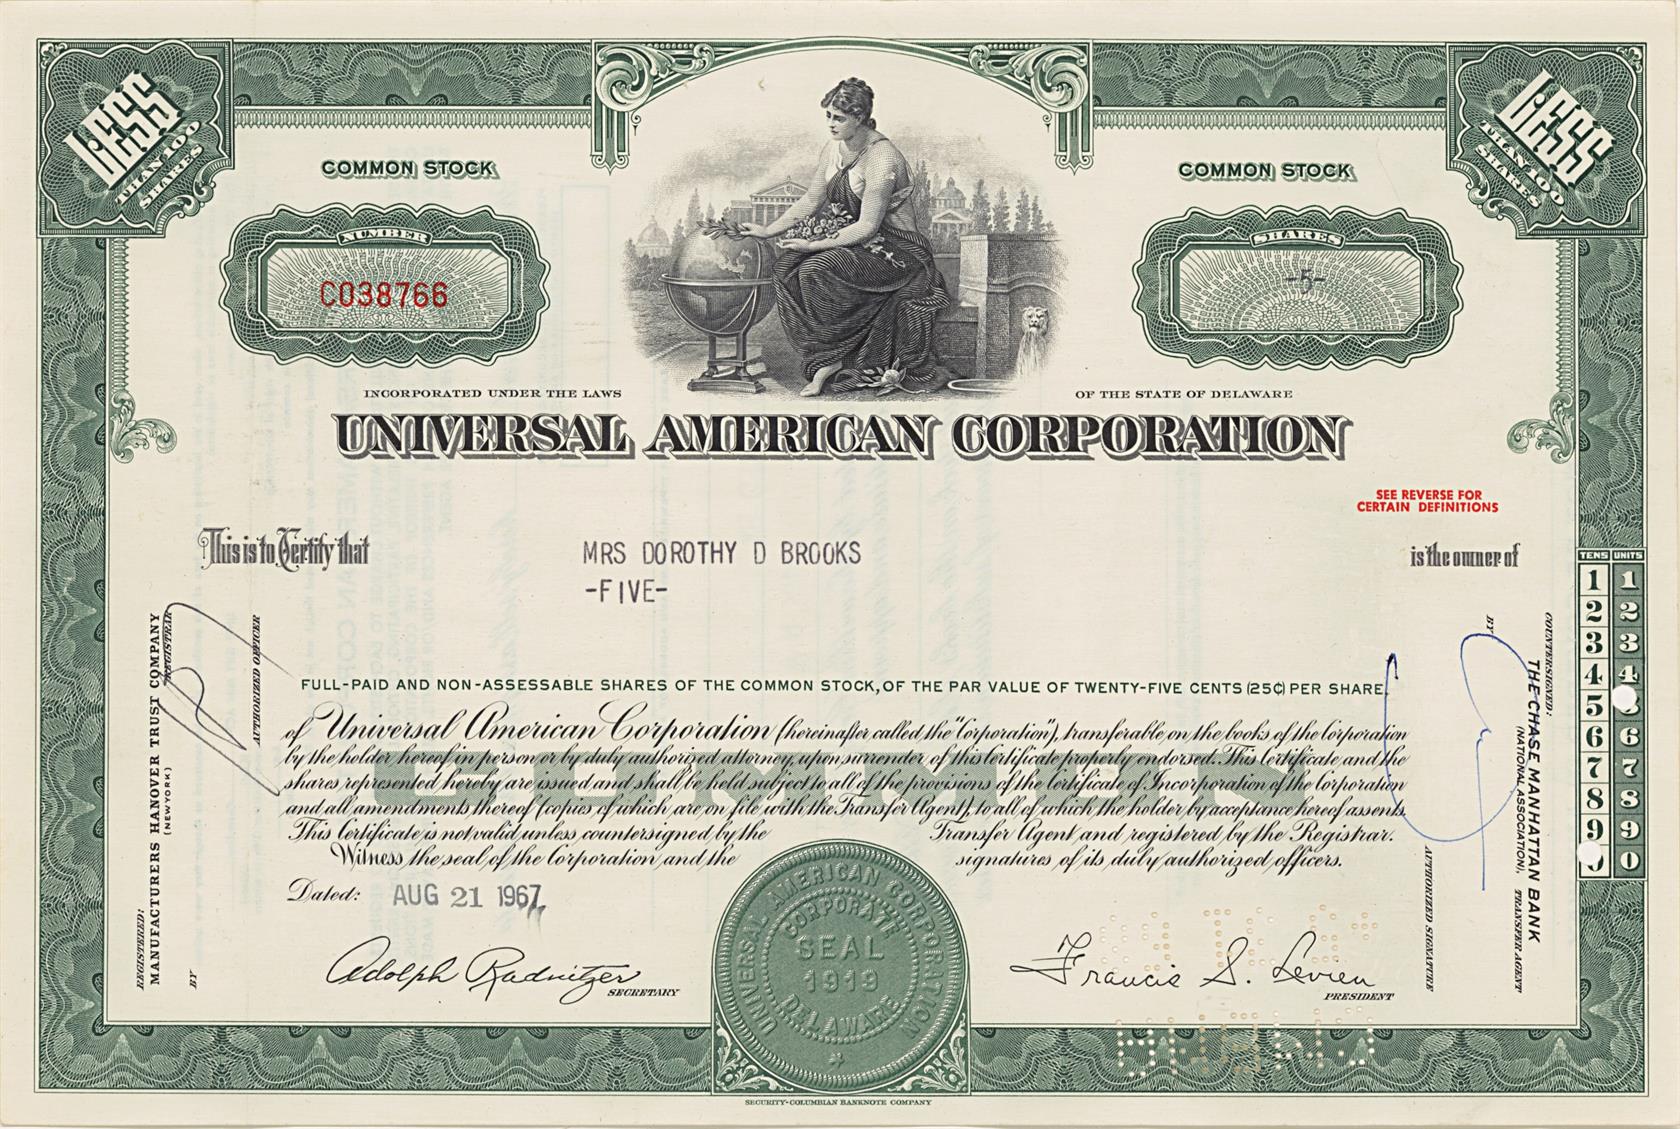 LESS
THAN 100
SHARES
LESS
THAN 100
SHARES
COMMON STOCK
COMMON STOCK
NUMBER
C038766
SHARES
-5-
INCORPORATED UNDER THE LAWS
OF THE STATE OF DELAWARE
UNIVERSAL AMERICAN CORPORATION
SEE REVERSE FOR
CERTAIN DEFINITIONS
This is to Certify that
MRS DOROTHY D BROOKS
is the owner of
-FIVE-
TENS UNITS
1 1
2 2
3 3
4 4
5
6 6
7 7
8 8
9 9
0 0
FULL-PAID AND NON-ASSESSABLE SHARES OF THE COMMON STOCK, OF THE PAR VALUE OF TWENTY-FIVE CENTS (25¢) PER SHARE
of Universal American Corporation (hereinafter called the "Corporation"), transferable on the books of the Corporation
by the holder hereof in person or by duly authorized attorney, upon surrender of this Certificate properly endorsed. This Certificate and the
shares represented hereby are issued and shall be held subject to all of the provisions of the Certificate of Incorporation of the Corporation
and all amendments thereof (copies of which are on file with the Transfer Agent), to all of which the holder by acceptance hereof assents.
This Certificate is not valid unless countersigned by the Transfer Agent and registered by the Registrar.
Witness the seal of the Corporation and the signatures of its duly authorized officers.
Dated: AUG 21 1967
Adolph Radnitzer
SECRETARY
UNIVERSAL AMERICAN CORPORATION
CORPORATE
SEAL
1919
DELAWARE
Francis S. Levien
PRESIDENT
REGISTERED:
MANUFACTURERS HANOVER TRUST COMPANY
(NEW YORK)
REGISTRAR
BY
AUTHORIZED OFFICER
COUNTERSIGNED:
THE CHASE MANHATTAN BANK
(NATIONAL ASSOCIATION),
TRANSFER AGENT
BY
AUTHORIZED SIGNATURE
SECURITY-COLUMBIAN BANKNOTE COMPANY